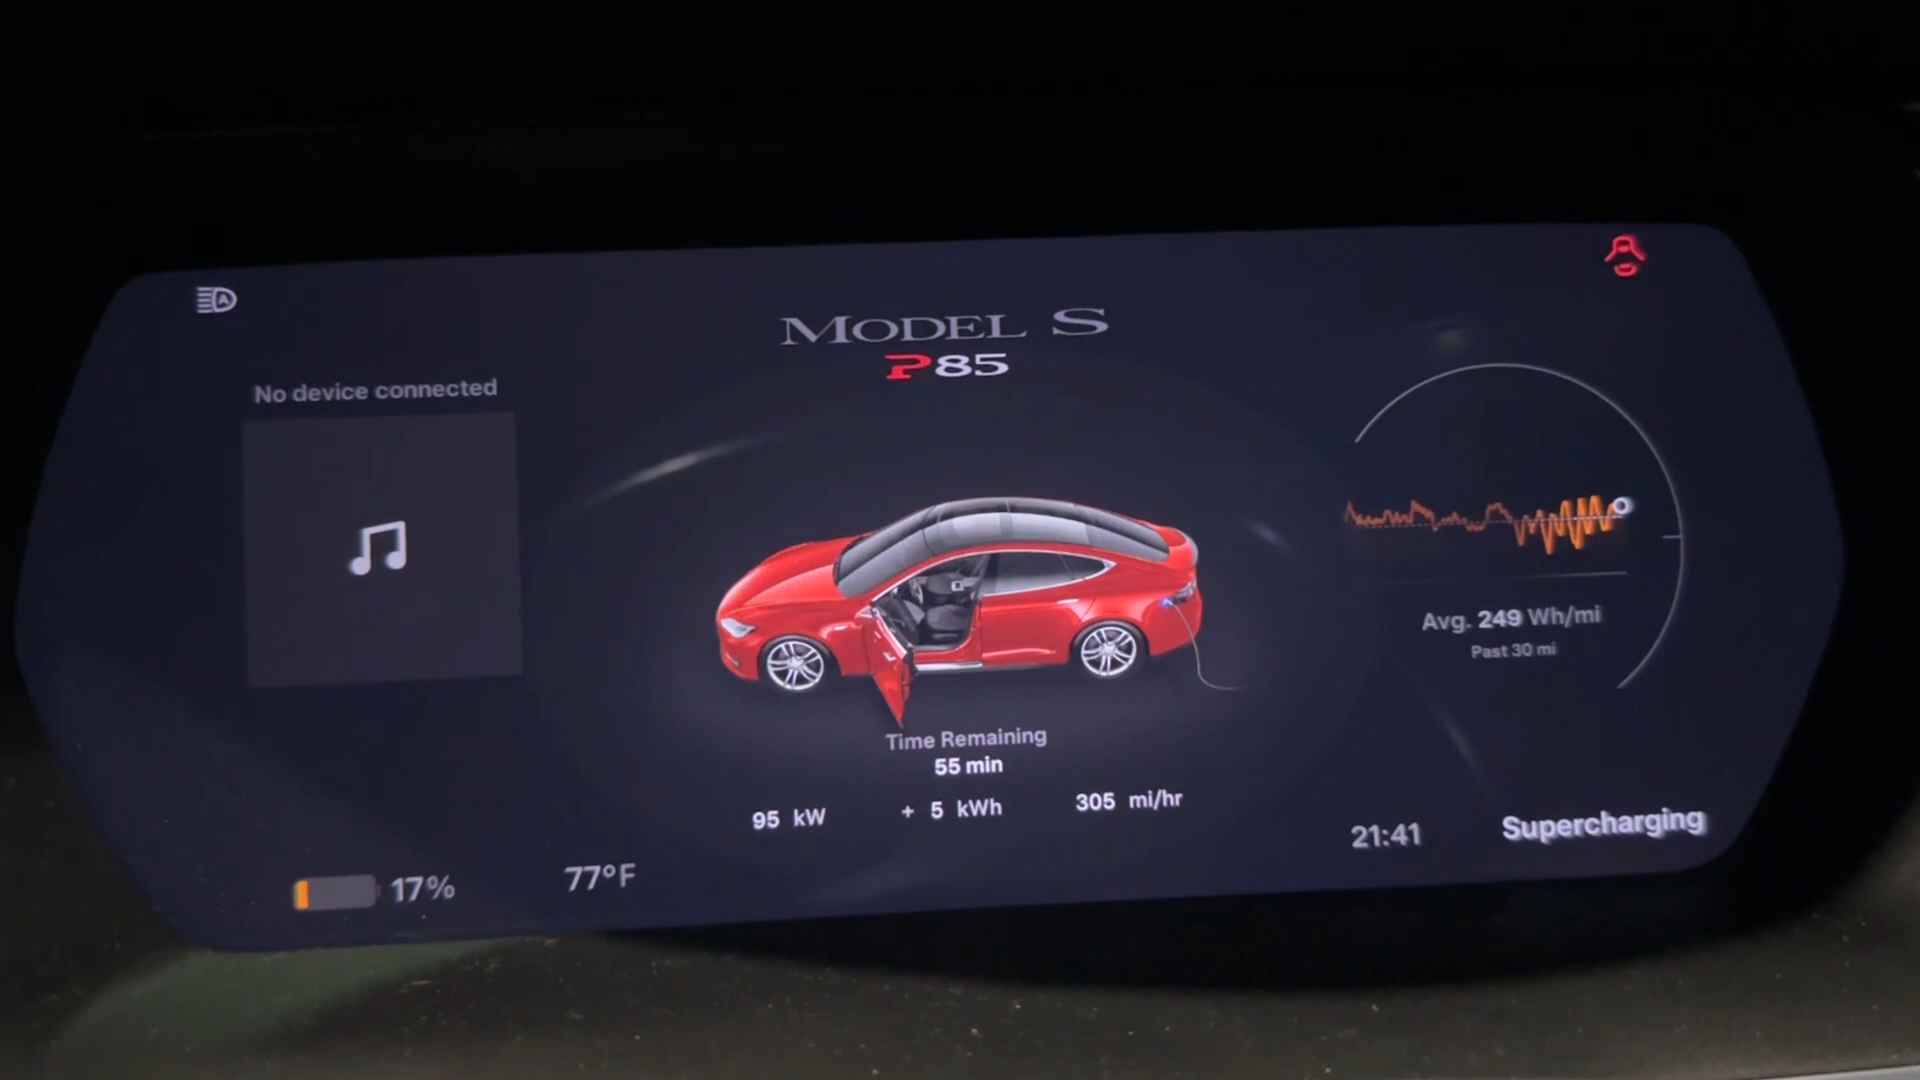 MODEL S
P85
No device connected
Avg. 249 Wh/mi
Past 30 mi
Time Remaining
55 min
95 kW
+ 5 kWh
305 mi/hr
21:41
Supercharging
17%
77°F